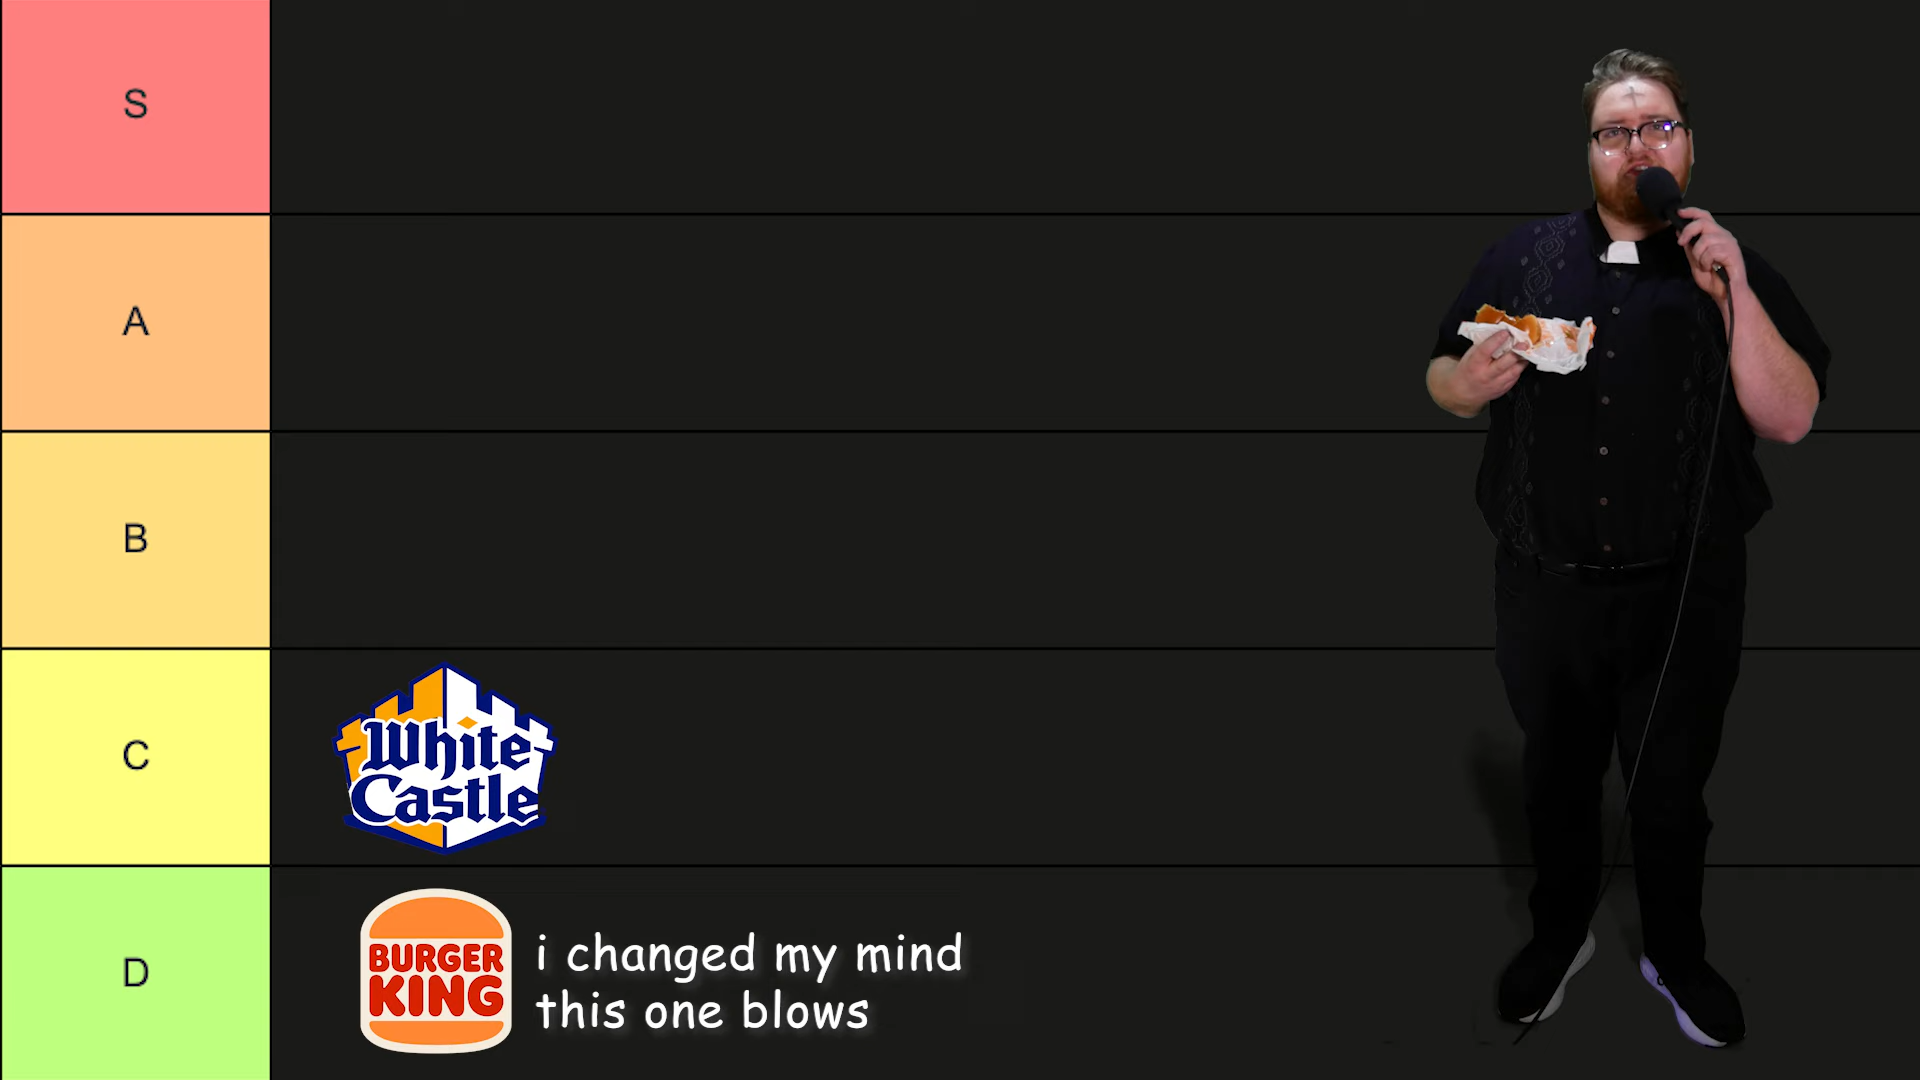 S
A
B
C
White
Castle
D
BURGER
KING
i changed my mind
this one blows